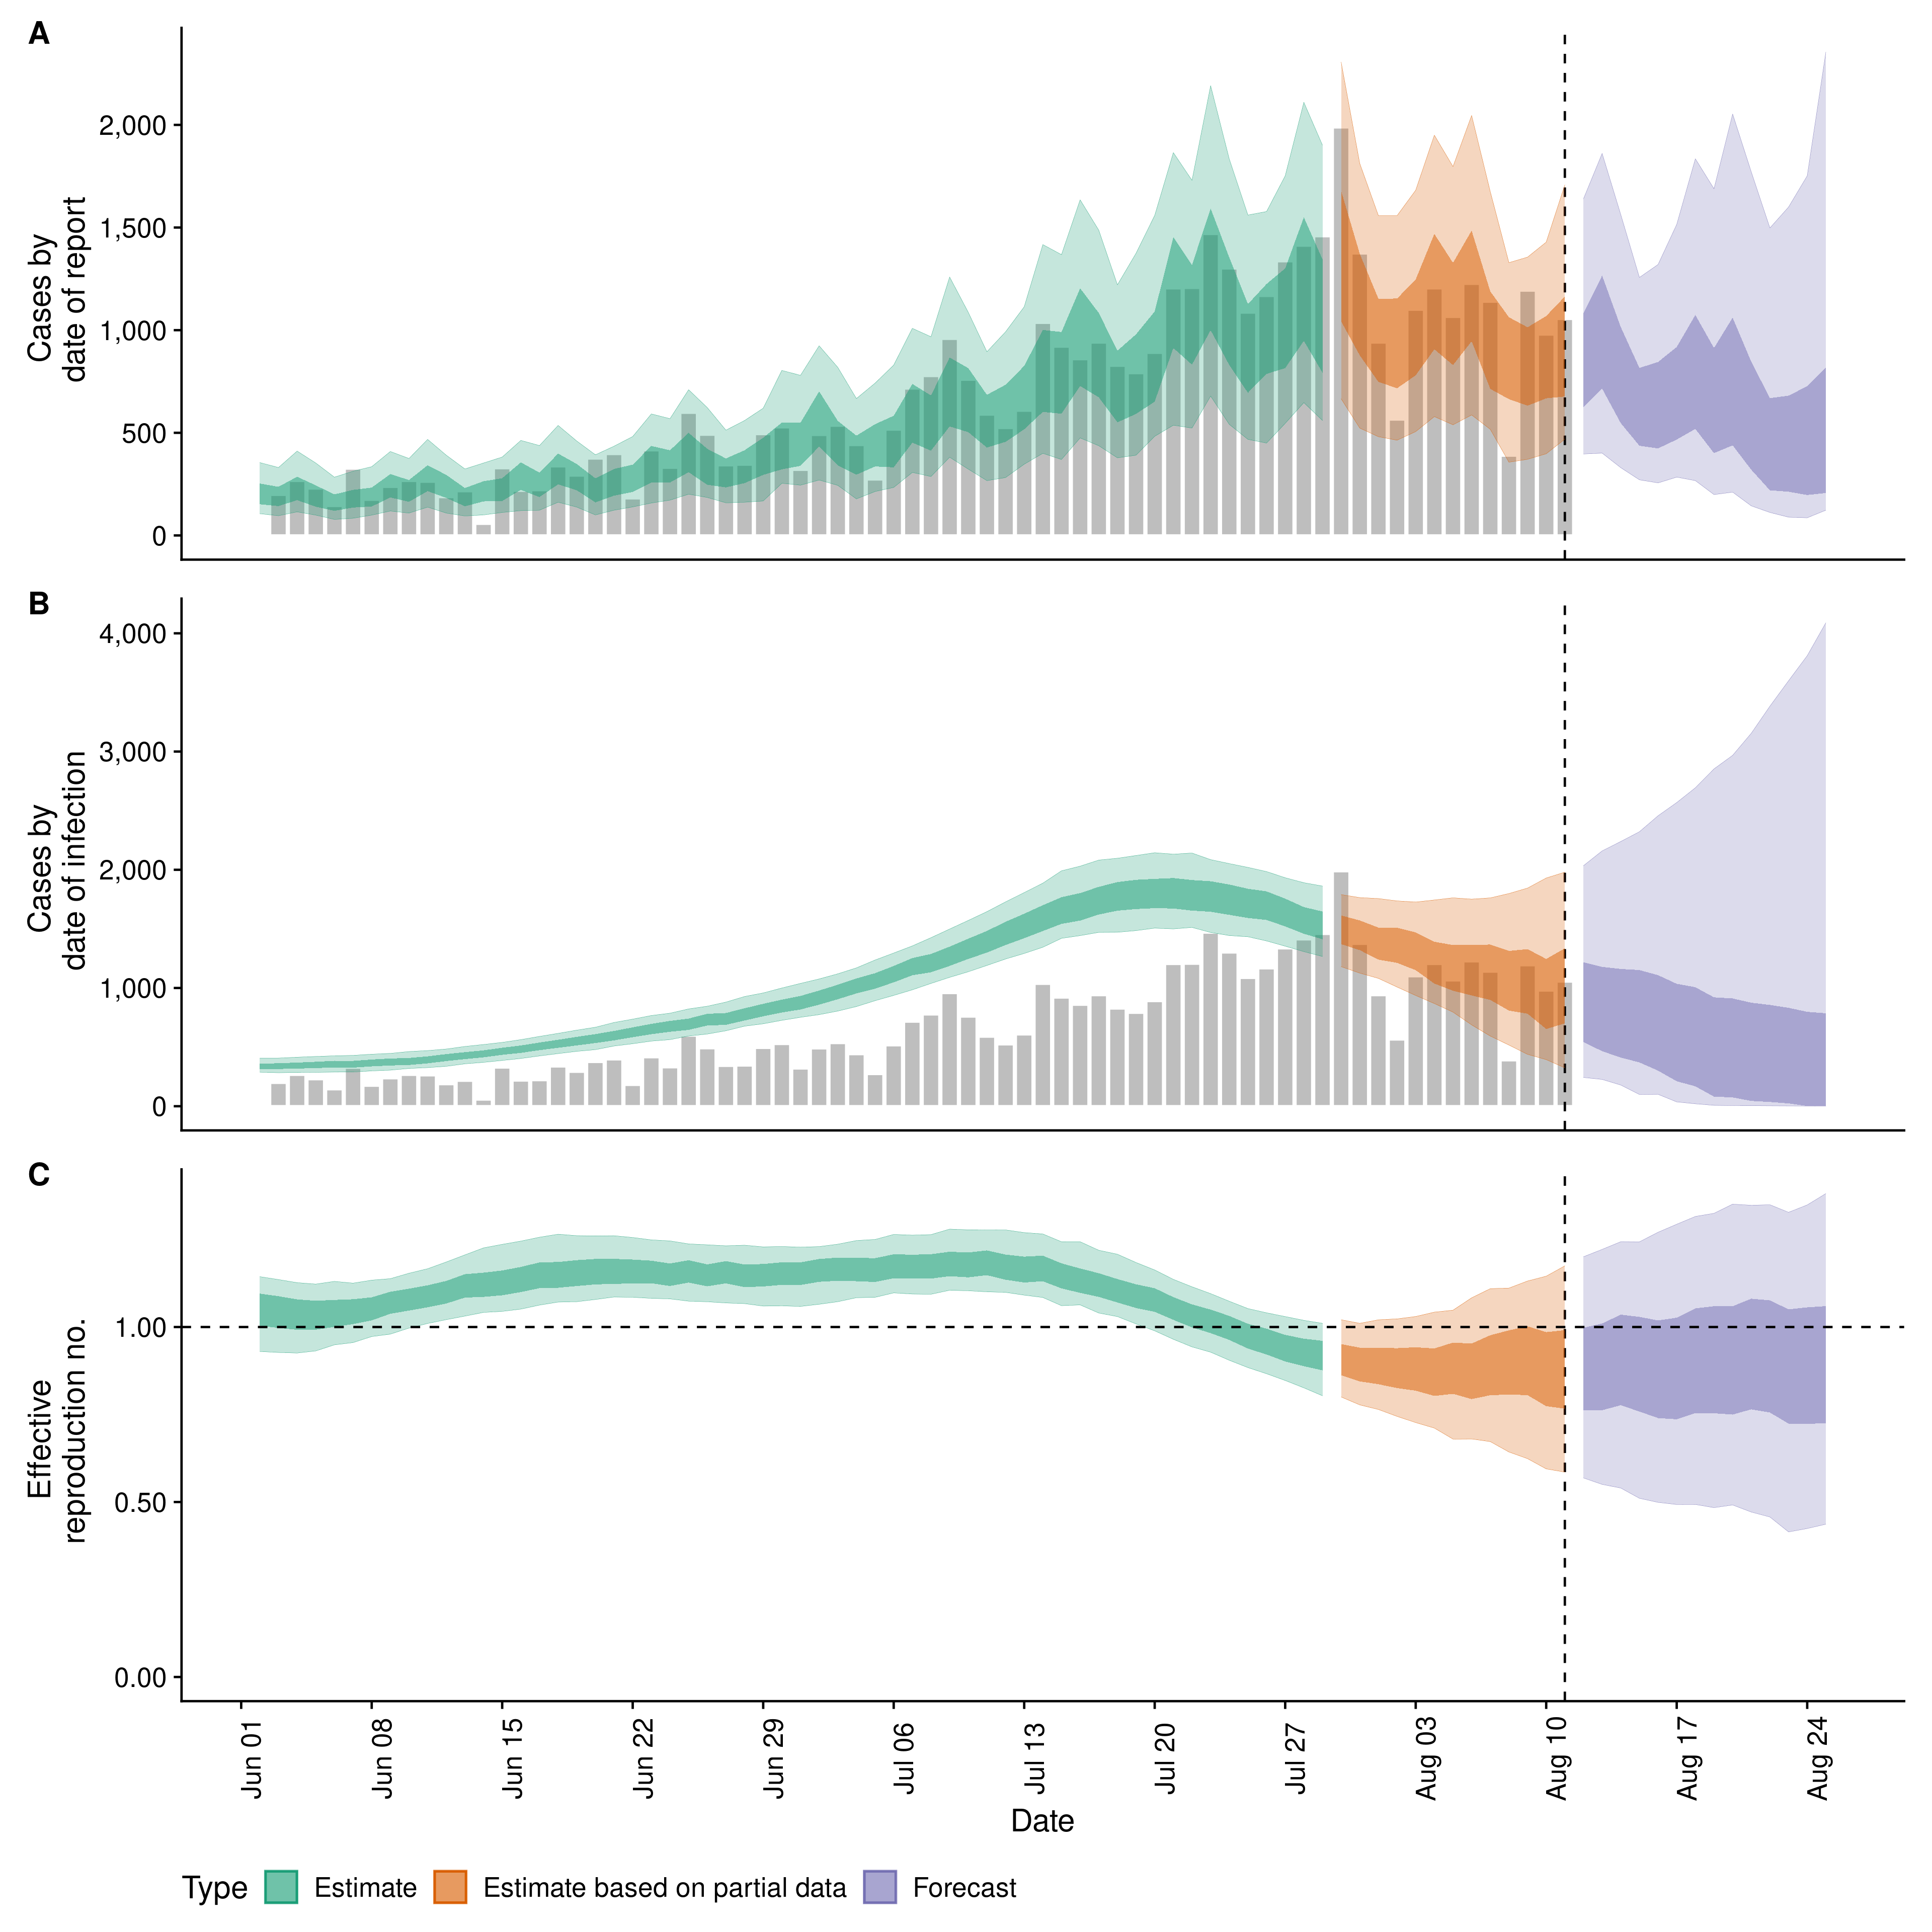 A
Cases by
date of report
2,000
1,500
1,000
500
0
B
Cases by
date of infection
4,000
3,000
2,000
1,000
0
C
Effective
reproduction no.
1.00
0.50
0.00
Jun 01
Jun 08
Jun 15
Jun 22
Jun 29
Jul 06
Jul 13
Jul 20
Jul 27
Aug 03
Aug 10
Aug 17
Aug 24
Date
Type Estimate Estimate based on partial data Forecast